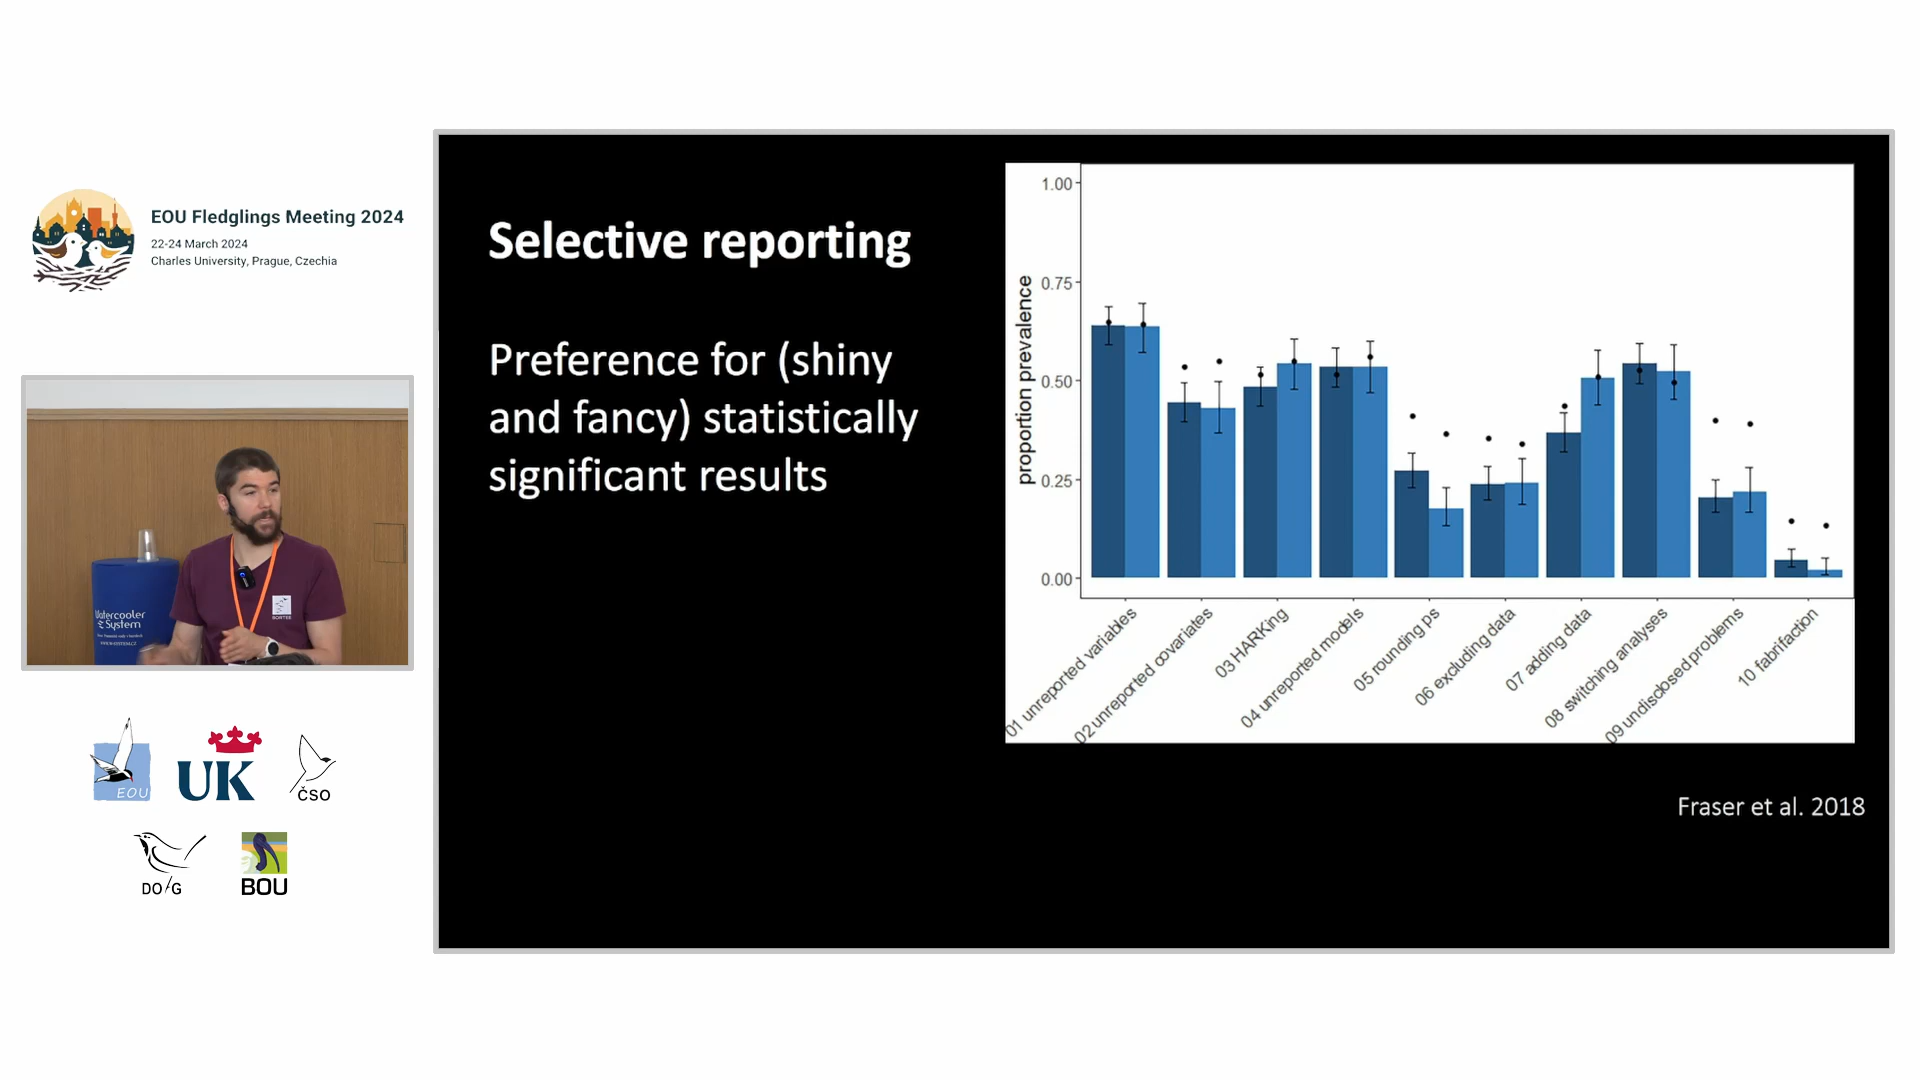 EOU Fledglings Meeting 2024
22-24 March 2024
Charles University, Prague, Czechia
Selective reporting
Preference for (shiny
and fancy) statistically
significant results
proportion prevalence
1.00
0.75
0.50
0.25
0.00
01 unreported variables
02 unreported covariates
03 HARKing
04 unreported models
05 rounding ps
06 excluding data
07 adding data
08 switching analyses
09 undisclosed problems
10 fabrifaction
Fraser et al. 2018
Watercooler
System
SORTEE
EOU
UK
ČSO
DO/G
BOU